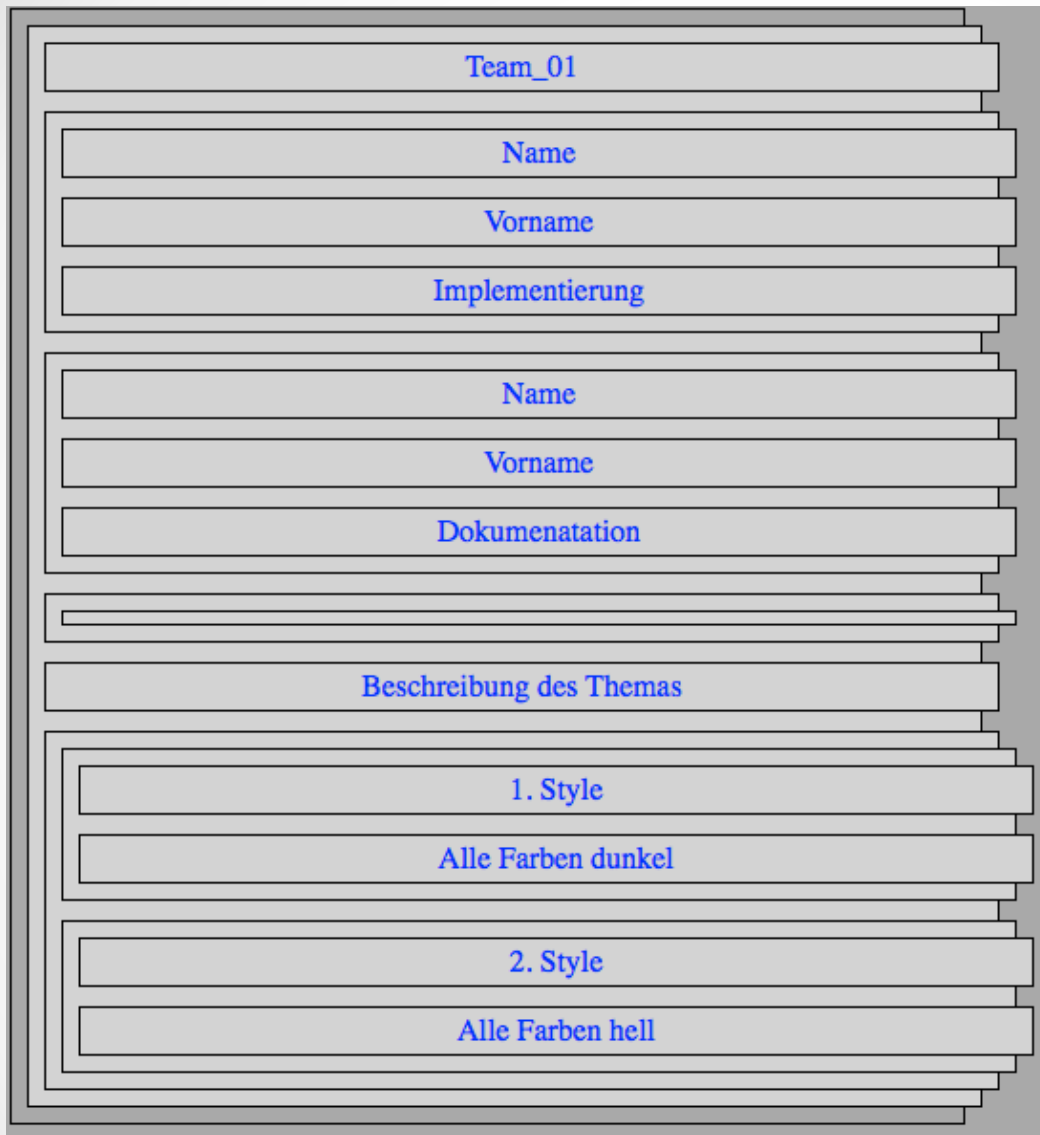 Team_01
Name
Vorname
Implementierung
Name
Vorname
Dokumenatation
Beschreibung des Themas
1. Style
Alle Farben dunkel
2. Style
Alle Farben hell